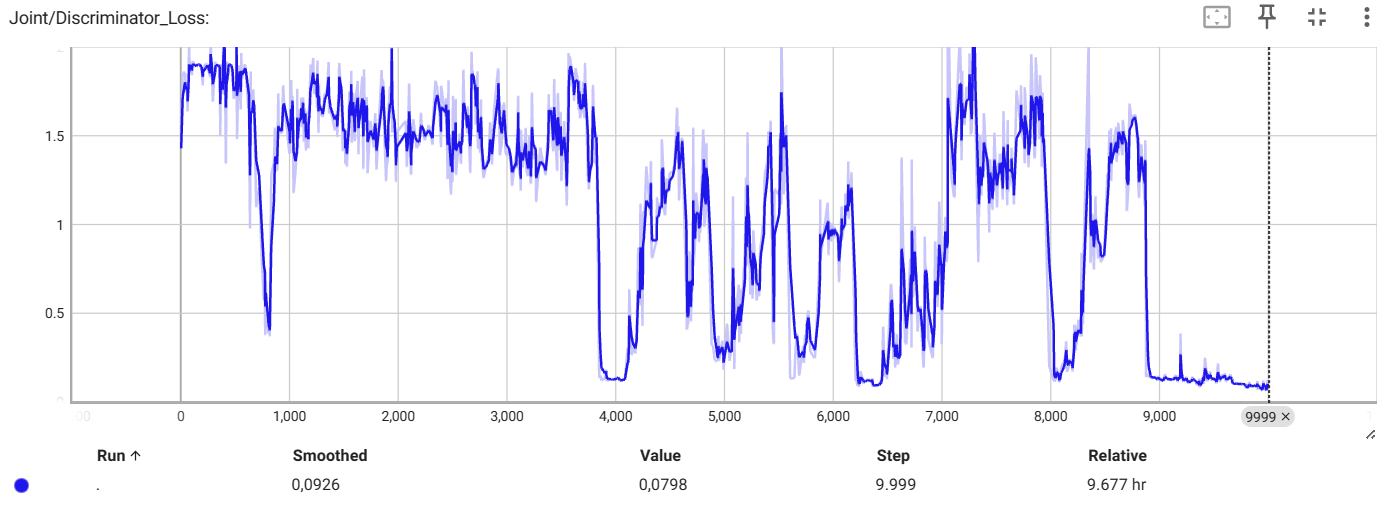 Joint/Discriminator_Loss:
2
1.5
1
0.5
0
0 1,000 2,000 3,000 4,000 5,000 6,000 7,000 8,000 9,000 9999 ×
Run ↑ Smoothed Value Step Relative
. 0,0926 0,0798 9.999 9.677 hr